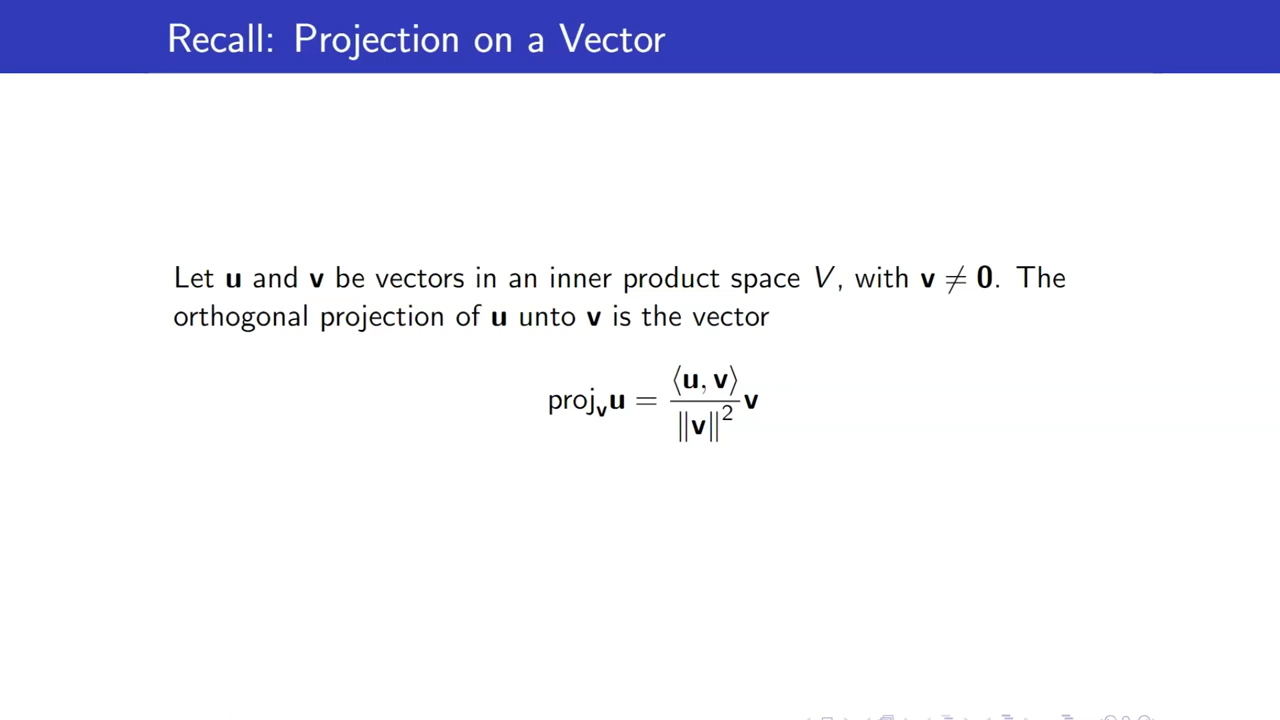 Recall: Projection on a Vector
Let u and v be vectors in an inner product space V, with v ≠ 0. The
orthogonal projection of u unto v is the vector
proj_v u = ⟨u, v⟩ / ‖v‖² v